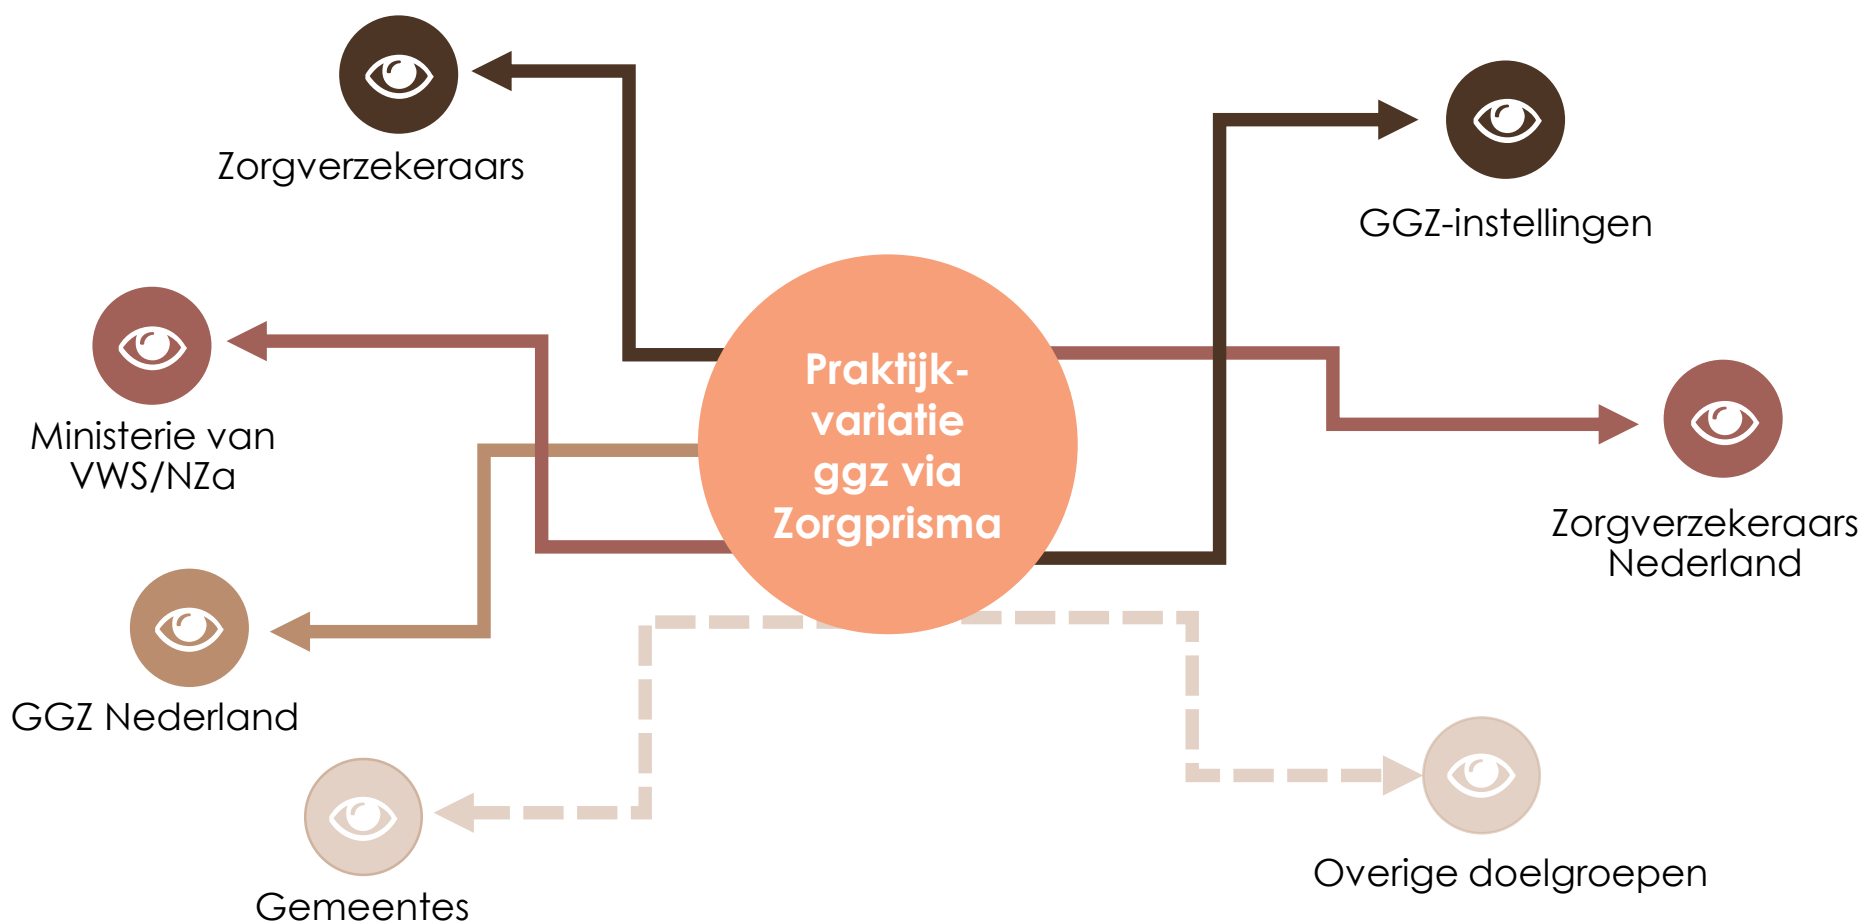 Zorgverzekeraars
GGZ-instellingen
Praktijk-
variatie
ggz via
Zorgprisma
Ministerie van
VWS/NZa
Zorgverzekeraars
Nederland
GGZ Nederland
Gemeentes
Overige doelgroepen